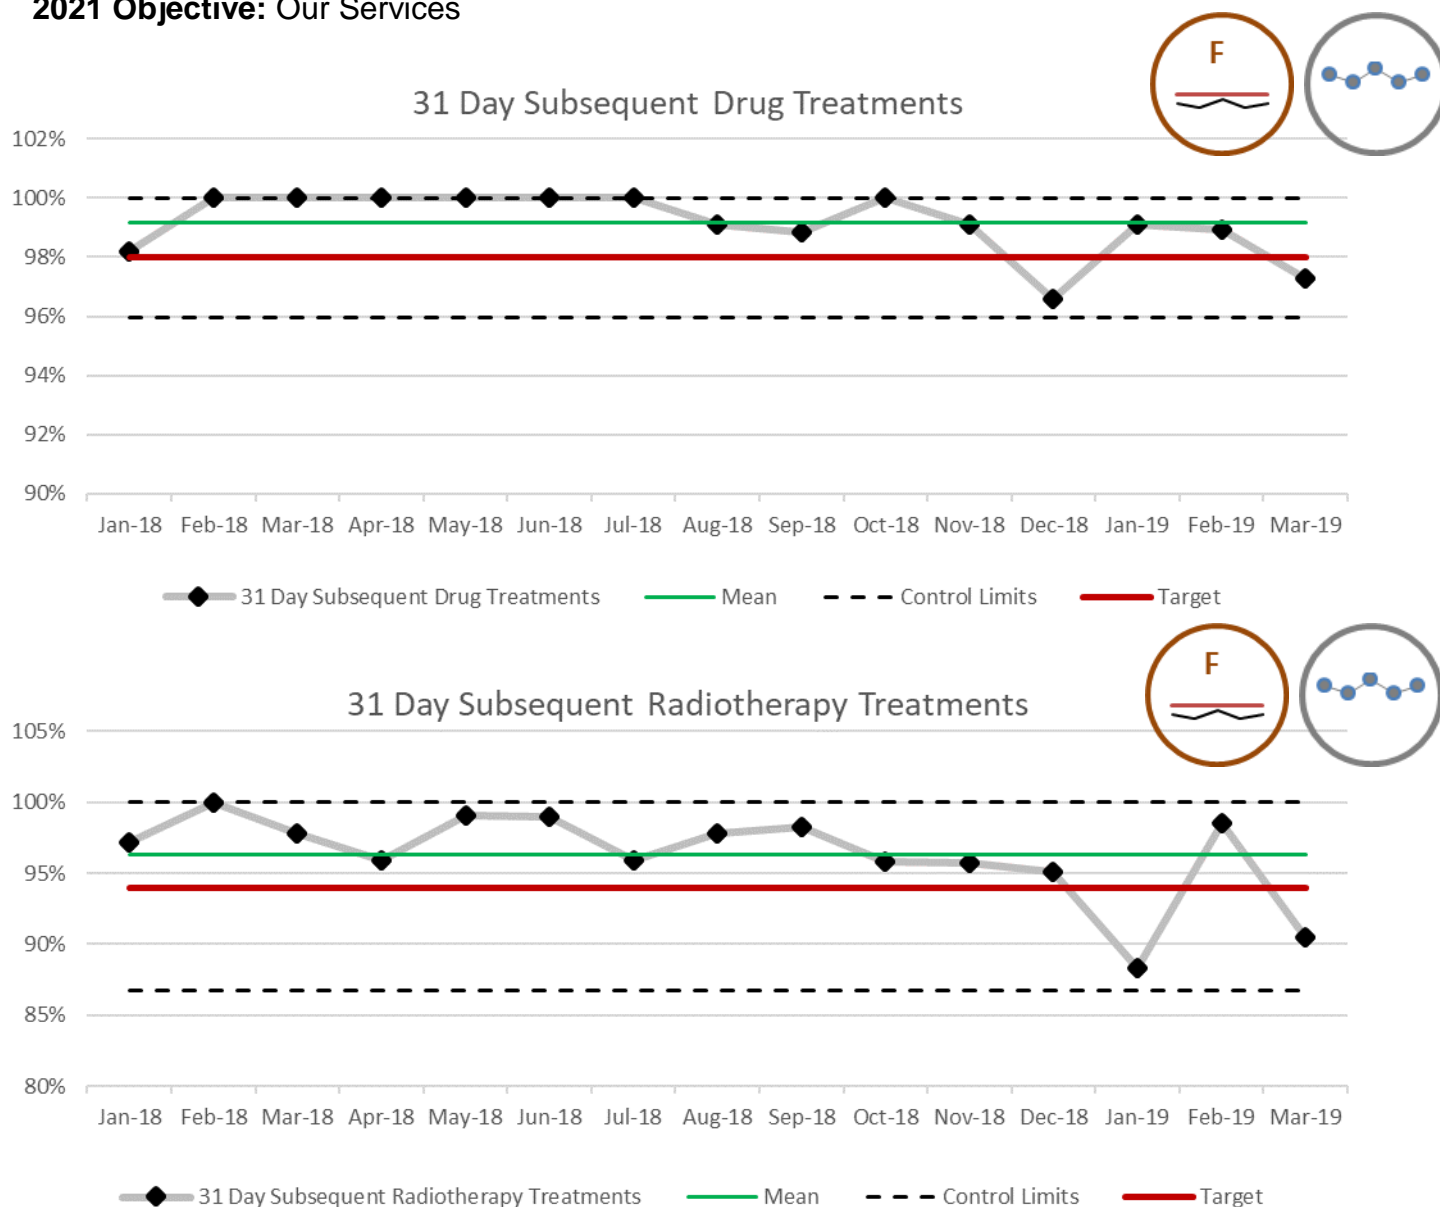 2021 Objective: Our Services
F
31 Day Subsequent Drug Treatments
102%
100%
98%
96%
94%
92%
90%
Jan-18 Feb-18 Mar-18 Apr-18 May-18 Jun-18 Jul-18 Aug-18 Sep-18 Oct-18 Nov-18 Dec-18 Jan-19 Feb-19 Mar-19
31 Day Subsequent Drug Treatments Mean Control Limits Target
F
31 Day Subsequent Radiotherapy Treatments
105%
100%
95%
90%
85%
80%
Jan-18 Feb-18 Mar-18 Apr-18 May-18 Jun-18 Jul-18 Aug-18 Sep-18 Oct-18 Nov-18 Dec-18 Jan-19 Feb-19 Mar-19
31 Day Subsequent Radiotherapy Treatments Mean Control Limits Target